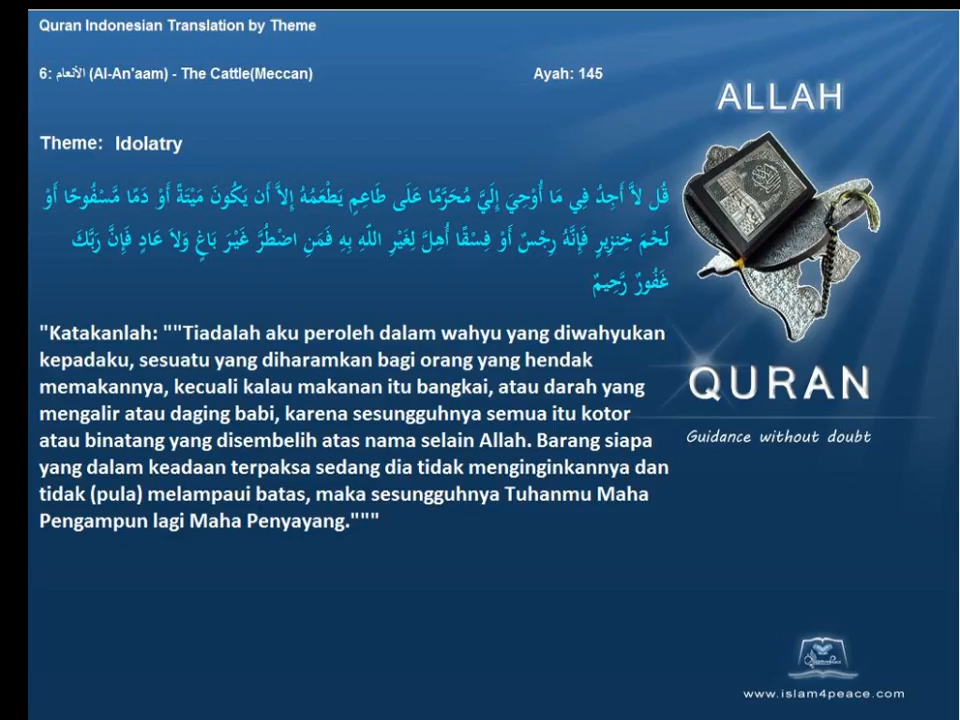 Quran Indonesian Translation by Theme
6: الأنعام (Al-An'aam) - The Cattle(Meccan) Ayah: 145
Theme: Idolatry
قُل لاَّ أَجِدُ فِي مَا أُوْحِيَ إِلَيَّ مُحَرَّمًا عَلَى طَاعِمٍ يَطْعَمُهُ إِلاَّ أَن يَكُونَ مَيْتَةً أَوْ دَمًا مَّسْفُوحًا أَوْ
لَحْمَ خِنزِيرٍ فَإِنَّهُ رِجْسٌ أَوْ فِسْقًا أُهِلَّ لِغَيْرِ اللّهِ بِهِ فَمَنِ اضْطُرَّ غَيْرَ بَاغٍ وَلاَ عَادٍ فَإِنَّ رَبَّكَ
غَفُورٌ رَّحِيمٌ
"Katakanlah: ""Tiadalah aku peroleh dalam wahyu yang diwahyukan
kepadaku, sesuatu yang diharamkan bagi orang yang hendak
memakannya, kecuali kalau makanan itu bangkai, atau darah yang
mengalir atau daging babi, karena sesungguhnya semua itu kotor
atau binatang yang disembelih atas nama selain Allah. Barang siapa
yang dalam keadaan terpaksa sedang dia tidak menginginkannya dan
tidak (pula) melampaui batas, maka sesungguhnya Tuhanmu Maha
Pengampun lagi Maha Penyayang."""
ALLAH
QURAN
Guidance without doubt
www.islam4peace.com